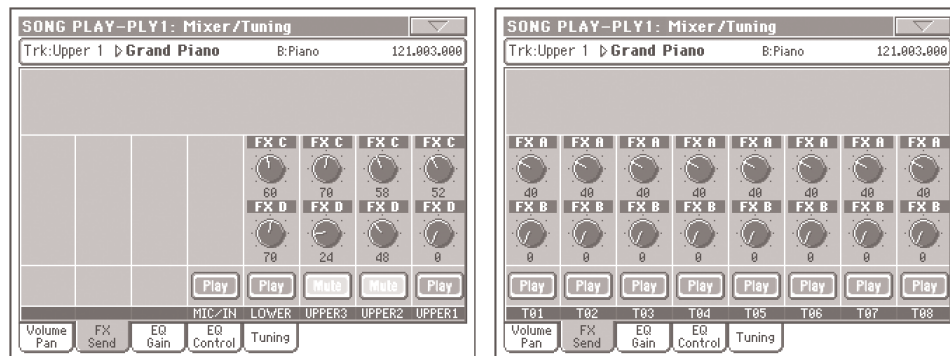 SONG PLAY-PLY1: Mixer/Tuning
Trk:Upper 1 ▷Grand Piano B:Piano 121.003.000
FX C FX C FX C FX C
60 70 58 52
FX D FX D FX D FX D
70 24 48 0
Play Play Mute Mute Play
MIC/IN LOWER UPPER3 UPPER2 UPPER1
Volume Pan FX Send EQ Gain EQ Control Tuning
SONG PLAY-PLY1: Mixer/Tuning
Trk:Upper 1 ▷Grand Piano B:Piano 121.003.000
FX A FX A FX A FX A FX A FX A FX A FX A
40 40 40 40 40 40 40 40
FX B FX B FX B FX B FX B FX B FX B FX B
0 0 0 0 0 0 0 0
Play Play Play Play Play Play Play Play
T01 T02 T03 T04 T05 T06 T07 T08
Volume Pan FX Send EQ Gain EQ Control Tuning